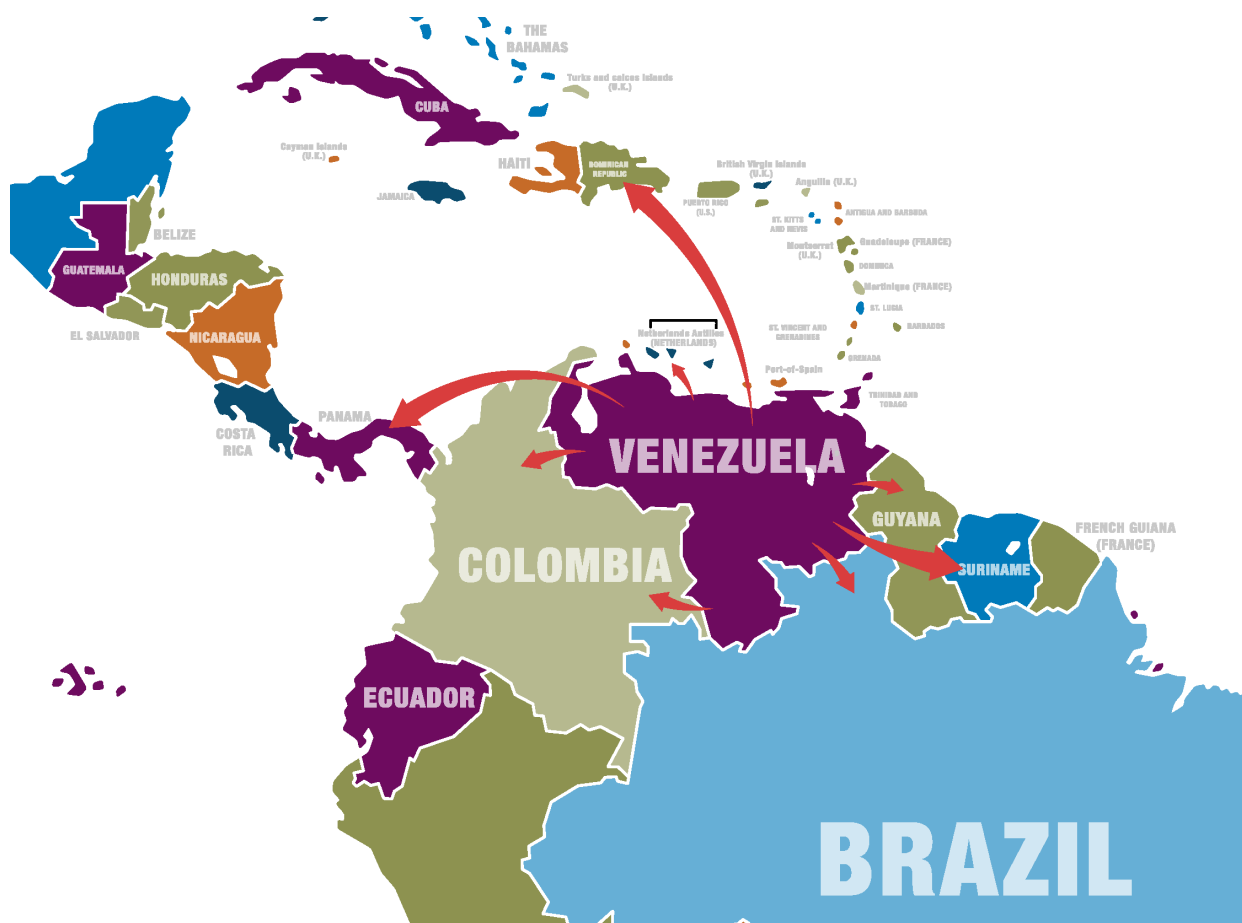 THE
BAHAMAS
Turks and caicos Islands
(U.K.)
CUBA
Cayman Islands
(U.K.)
HAITI
DOMINICAN
REPUBLIC
JAMAICA
British Virgin Islands
(U.K.)
Anguilla (U.K.)
PUERTO RICO
(U.S.)
ST. KITTS
AND NEVIS
ANTIGUA AND BARBUDA
BELIZE
Montserrat
(U.K.)
Guadaloupe (FRANCE)
GUATEMALA
HONDURAS
DOMINICA
Martinique (FRANCE)
ST. LUSIA
EL SALVADOR
NICARAGUA
Netherlands Antilles
(NETHERLANDS)
ST. VINCENT AND
GRENADINES
BARBADOS
GRENADA
Port-of-Spain
TRINIDAD AND
TOBAGO
PANAMA
COSTA
RICA
VENEZUELA
GUYANA
FRENCH GUIANA
(FRANCE)
COLOMBIA
SURINAME
ECUADOR
BRAZIL